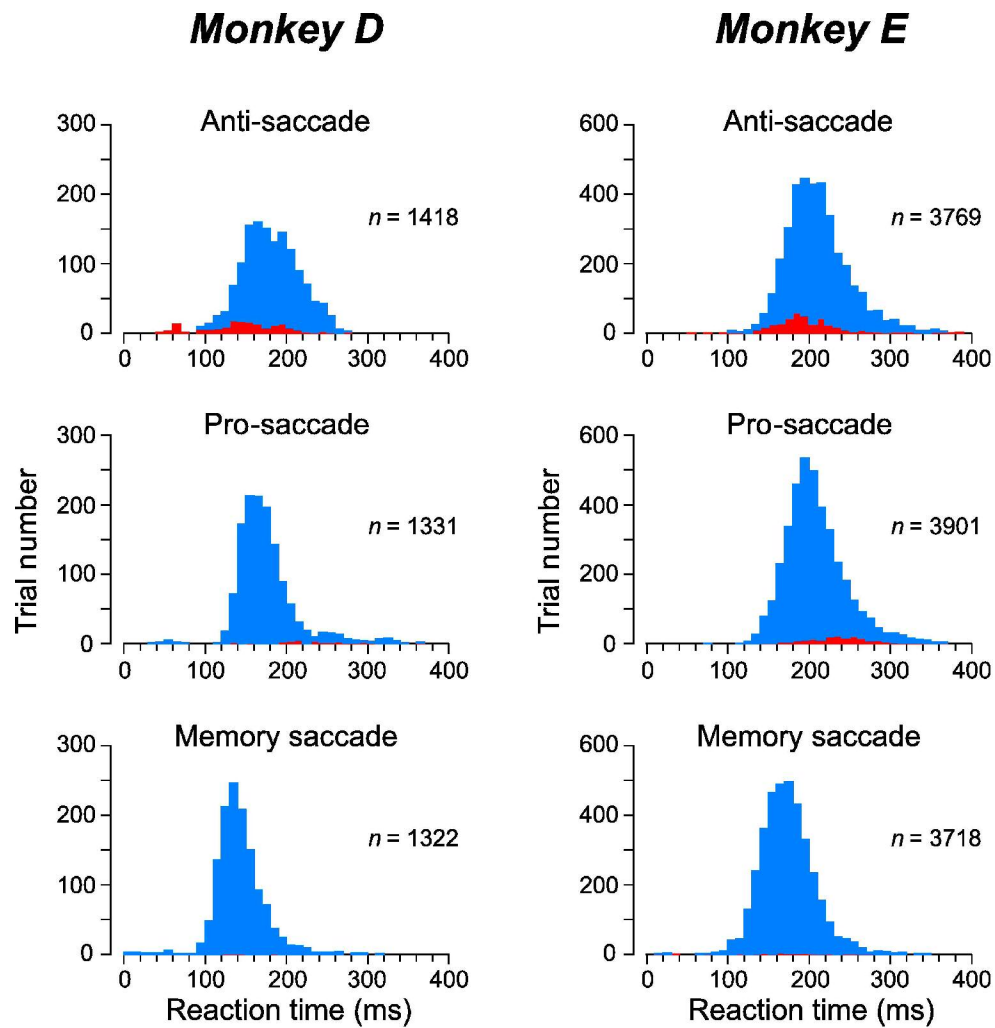 Monkey D
Monkey E
Anti-saccade
300
200
100
0
n = 1418
0 100 200 300 400
Anti-saccade
600
400
200
0
n = 3769
0 100 200 300 400
Pro-saccade
300
200
100
0
Trial number
n = 1331
0 100 200 300 400
Pro-saccade
600
400
200
0
Trial number
n = 3901
0 100 200 300 400
Memory saccade
300
200
100
0
n = 1322
0 100 200 300 400
Reaction time (ms)
Memory saccade
600
400
200
0
n = 3718
0 100 200 300 400
Reaction time (ms)